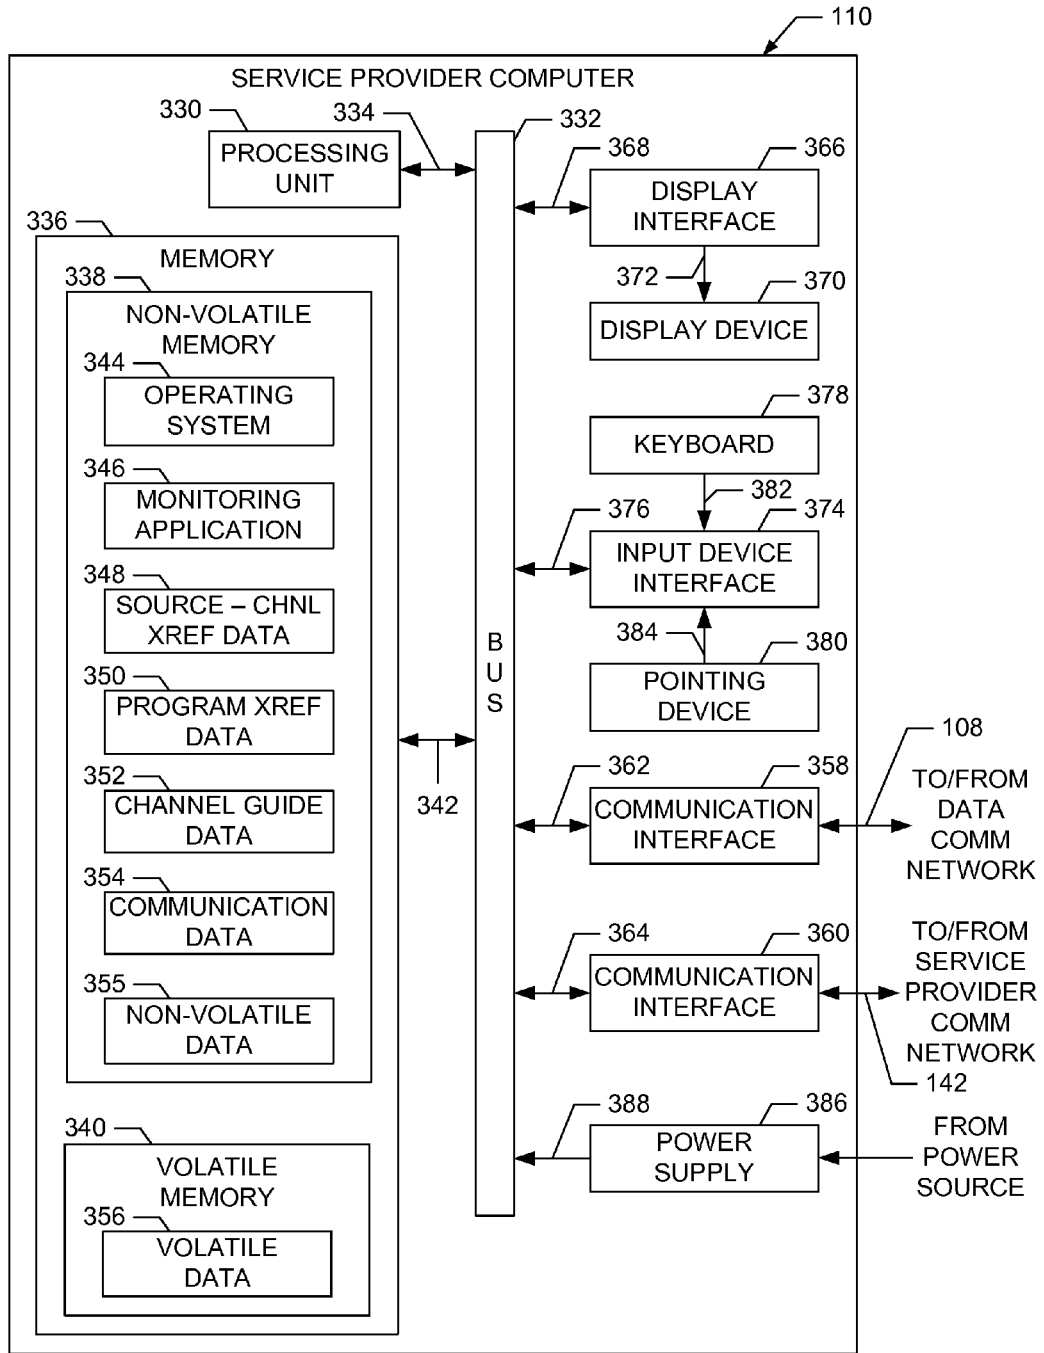 110
SERVICE PROVIDER COMPUTER
330
334
332
PROCESSING
UNIT
368
366
DISPLAY
INTERFACE
372
370
DISPLAY DEVICE
336
MEMORY
338
NON-VOLATILE
MEMORY
344
OPERATING
SYSTEM
346
MONITORING
APPLICATION
348
SOURCE – CHNL
XREF DATA
350
PROGRAM XREF
DATA
352
CHANNEL GUIDE
DATA
354
COMMUNICATION
DATA
355
NON-VOLATILE
DATA
340
VOLATILE
MEMORY
356
VOLATILE
DATA
342
B
U
S
378
KEYBOARD
382
376
374
INPUT DEVICE
INTERFACE
384
380
POINTING
DEVICE
362
358
COMMUNICATION
INTERFACE
108
TO/FROM
DATA
COMM
NETWORK
364
360
COMMUNICATION
INTERFACE
TO/FROM
SERVICE
PROVIDER
COMM
NETWORK
142
388
386
POWER
SUPPLY
FROM
POWER
SOURCE